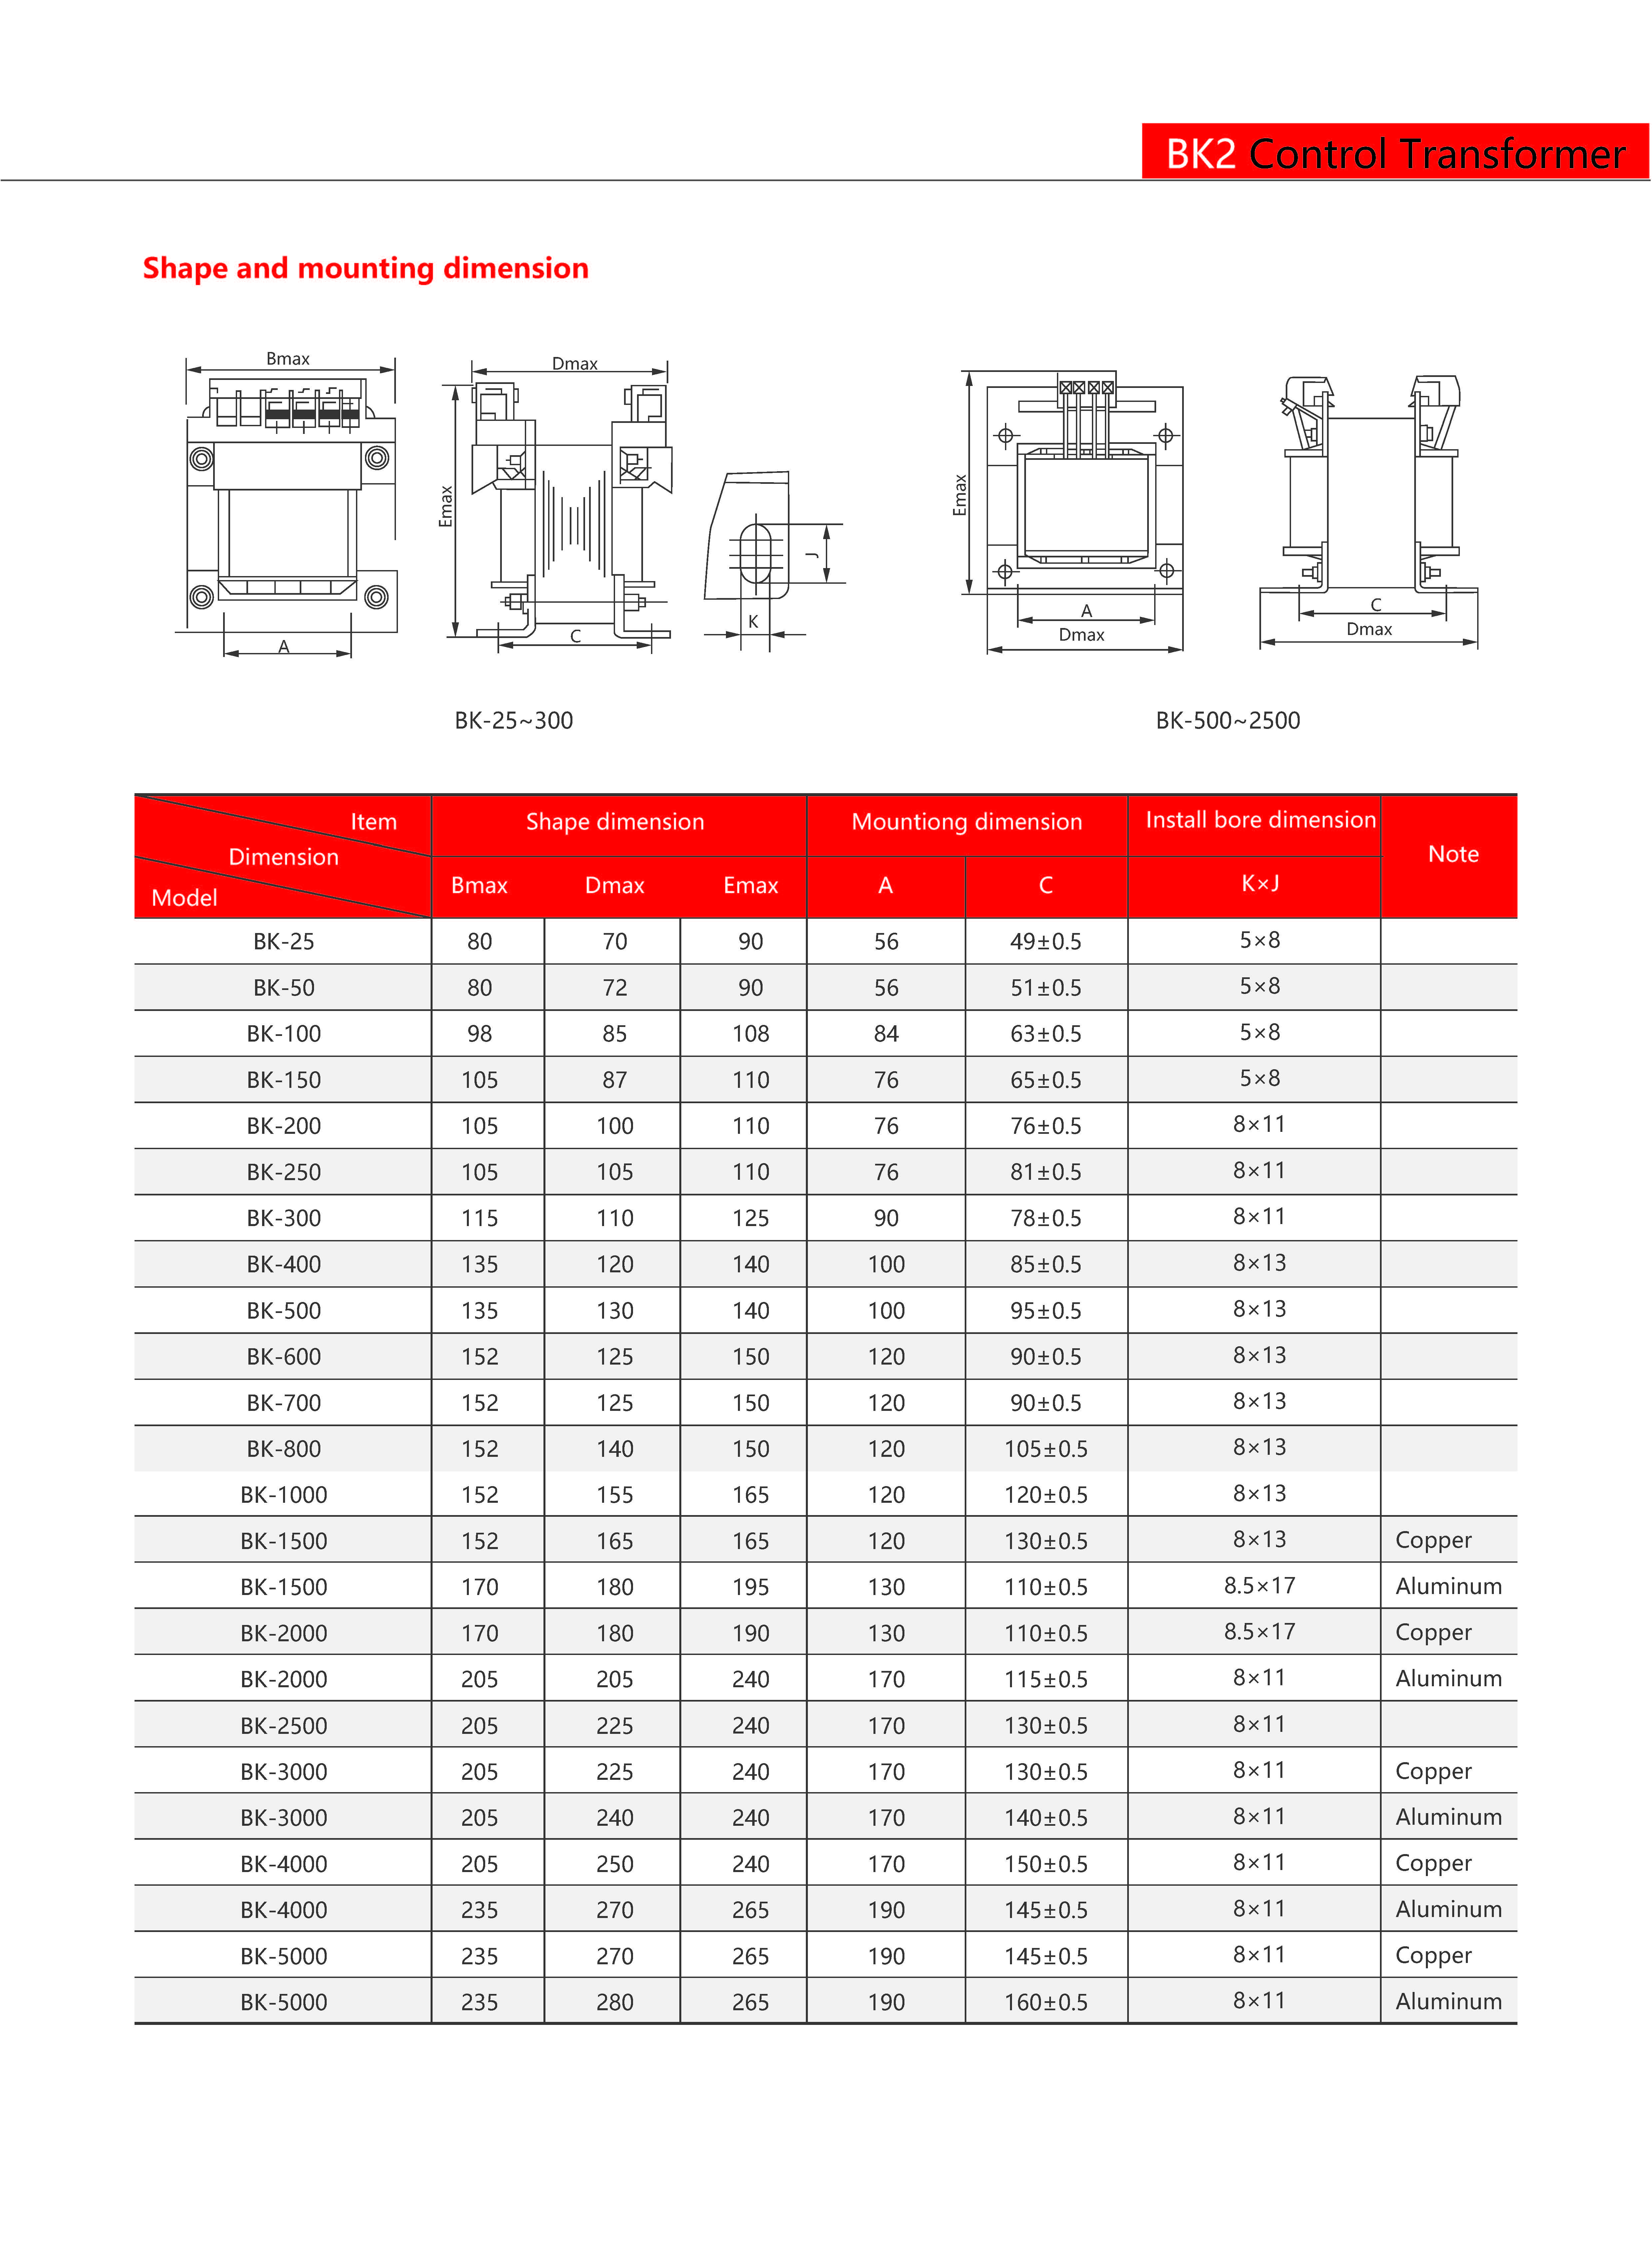 BK2 Control Transformer
Shape and mounting dimension
Bmax
A
Dmax
Emax
C
J
K
Emax
A
Dmax
C
Dmax
BK-25~300
BK-500~2500
Item Dimension Model Shape dimension Mountiong dimension Install bore dimension Note
Bmax Dmax Emax A C K×J
BK-25 80 70 90 56 49±0.5 5×8
BK-50 80 72 90 56 51±0.5 5×8
BK-100 98 85 108 84 63±0.5 5×8
BK-150 105 87 110 76 65±0.5 5×8
BK-200 105 100 110 76 76±0.5 8×11
BK-250 105 105 110 76 81±0.5 8×11
BK-300 115 110 125 90 78±0.5 8×11
BK-400 135 120 140 100 85±0.5 8×13
BK-500 135 130 140 100 95±0.5 8×13
BK-600 152 125 150 120 90±0.5 8×13
BK-700 152 125 150 120 90±0.5 8×13
BK-800 152 140 150 120 105±0.5 8×13
BK-1000 152 155 165 120 120±0.5 8×13
BK-1500 152 165 165 120 130±0.5 8×13 Copper
BK-1500 170 180 195 130 110±0.5 8.5×17 Aluminum
BK-2000 170 180 190 130 110±0.5 8.5×17 Copper
BK-2000 205 205 240 170 115±0.5 8×11 Aluminum
BK-2500 205 225 240 170 130±0.5 8×11
BK-3000 205 225 240 170 130±0.5 8×11 Copper
BK-3000 205 240 240 170 140±0.5 8×11 Aluminum
BK-4000 205 250 240 170 150±0.5 8×11 Copper
BK-4000 235 270 265 190 145±0.5 8×11 Aluminum
BK-5000 235 270 265 190 145±0.5 8×11 Copper
BK-5000 235 280 265 190 160±0.5 8×11 Aluminum